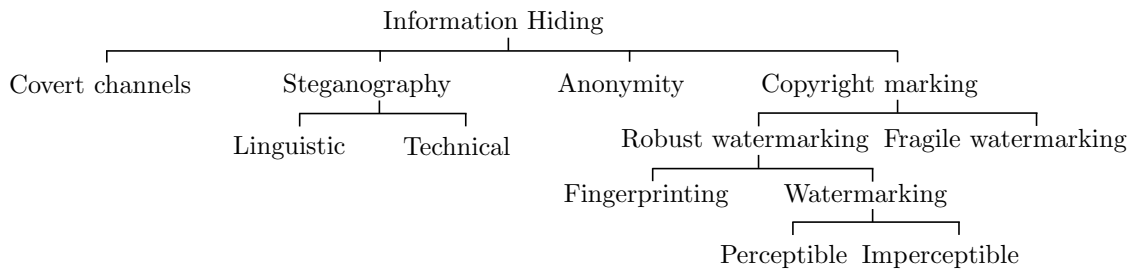 Information Hiding
Covert channels Steganography Anonymity Copyright marking
Linguistic Technical Robust watermarking Fragile watermarking
Fingerprinting Watermarking
Perceptible Imperceptible